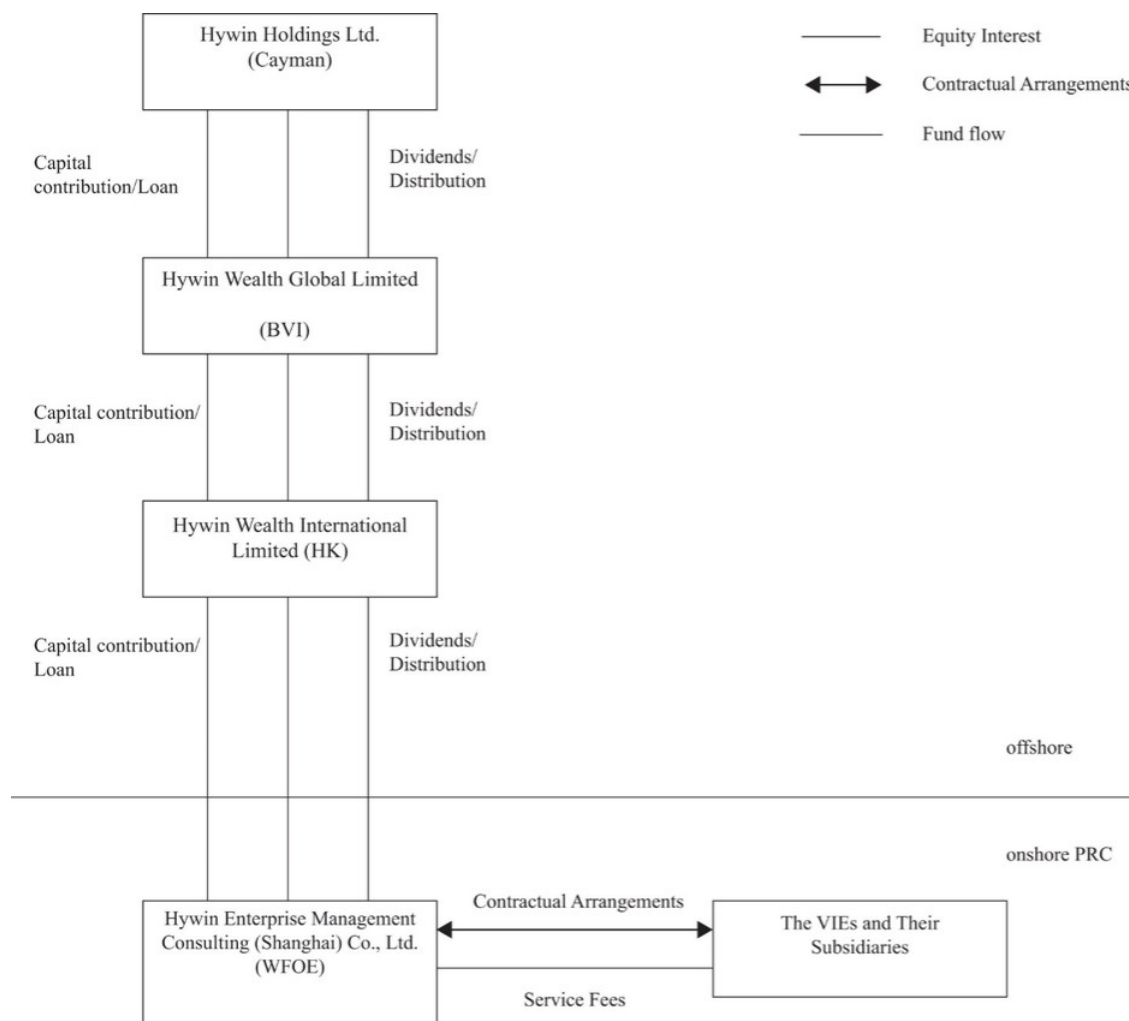 Hywin Holdings Ltd.
(Cayman)
Equity Interest
Contractual Arrangements
Fund flow
Capital
contribution/Loan
Dividends/
Distribution
Hywin Wealth Global Limited
(BVI)
Capital contribution/
Loan
Dividends/
Distribution
Hywin Wealth International
Limited (HK)
Capital contribution/
Loan
Dividends/
Distribution
offshore
onshore PRC
Hywin Enterprise Management
Consulting (Shanghai) Co., Ltd.
(WFOE)
Contractual Arrangements
Service Fees
The VIEs and Their
Subsidiaries